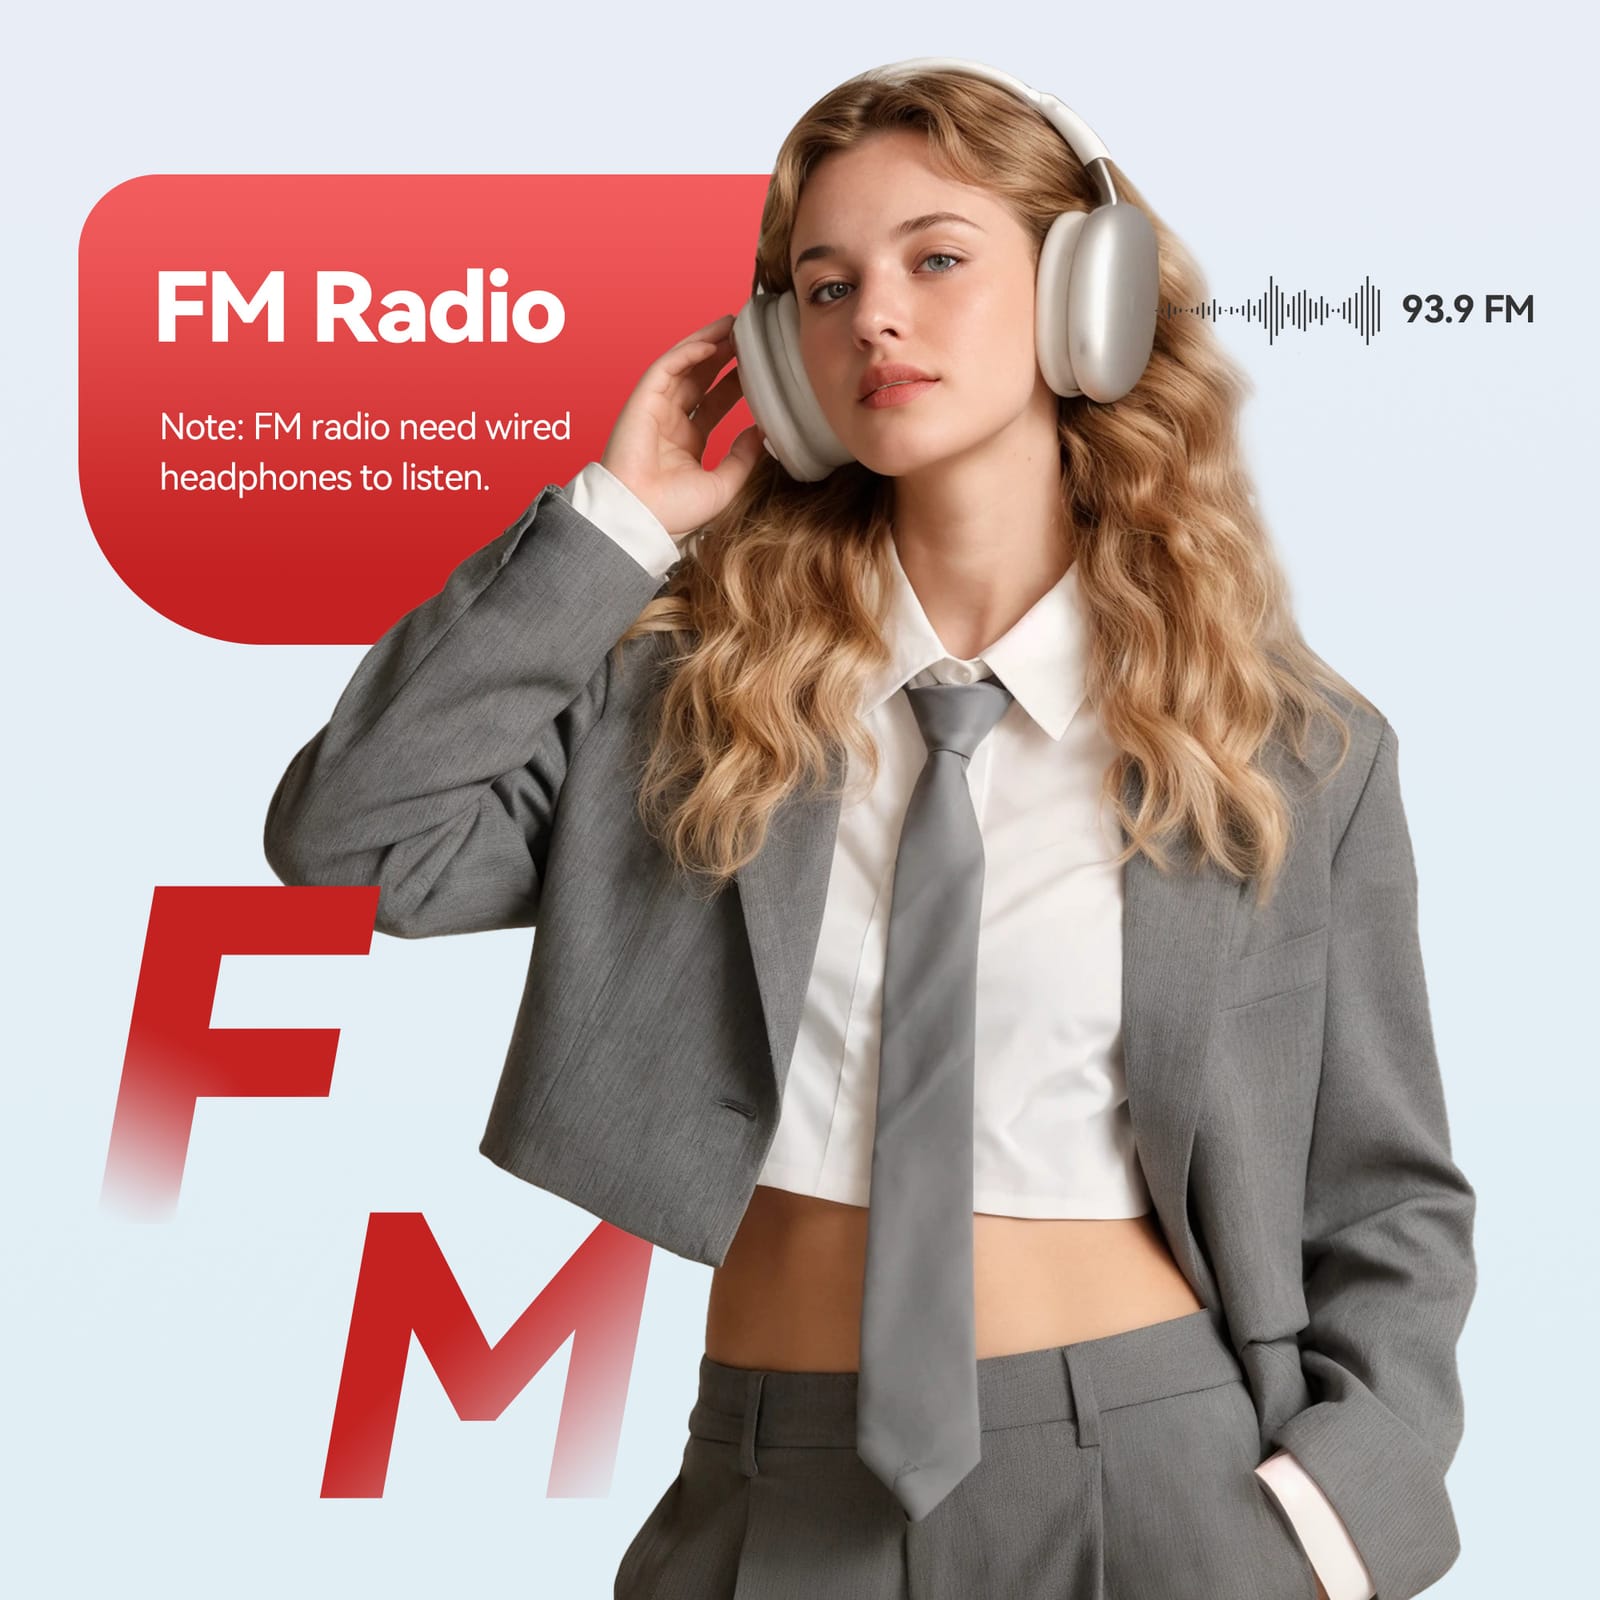 FM Radio
Note: FM radio need wired
headphones to listen.
93.9 FM
F
M